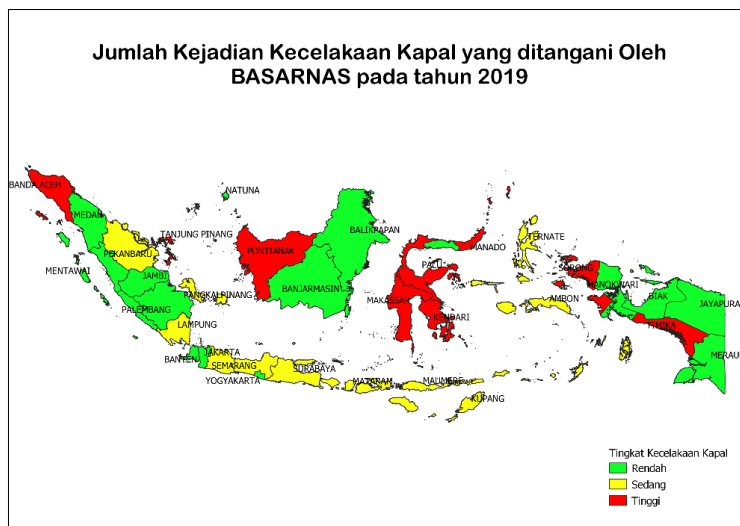 Jumlah Kejadian Kecelakaan Kapal yang ditangani Oleh
BASARNAS pada tahun 2019
BANDA ACEH
NATUNA
MEDAN
TANJUNG PINANG
BALIKPAPAN
TERNATE
MANADO
PEKANBARU
PONTIANAK
PALU
SORONG
MENTAWAI
JAMBI
MANOKWARI
BANJARMASIN
BIAK
PANGKALPINANG
MAKASSAR
AMBON
JAYAPURA
PALEMBANG
KENDARI
LAMPUNG
TIMIKA
JAKARTA
BANTEN
MERAU
SEMARANG
SURABAYA
YOGYAKARTA
MATARAM
MAUMERE
KUPANG
Tingkat Kecelakaan Kapal
Rendah
Sedang
Tinggi